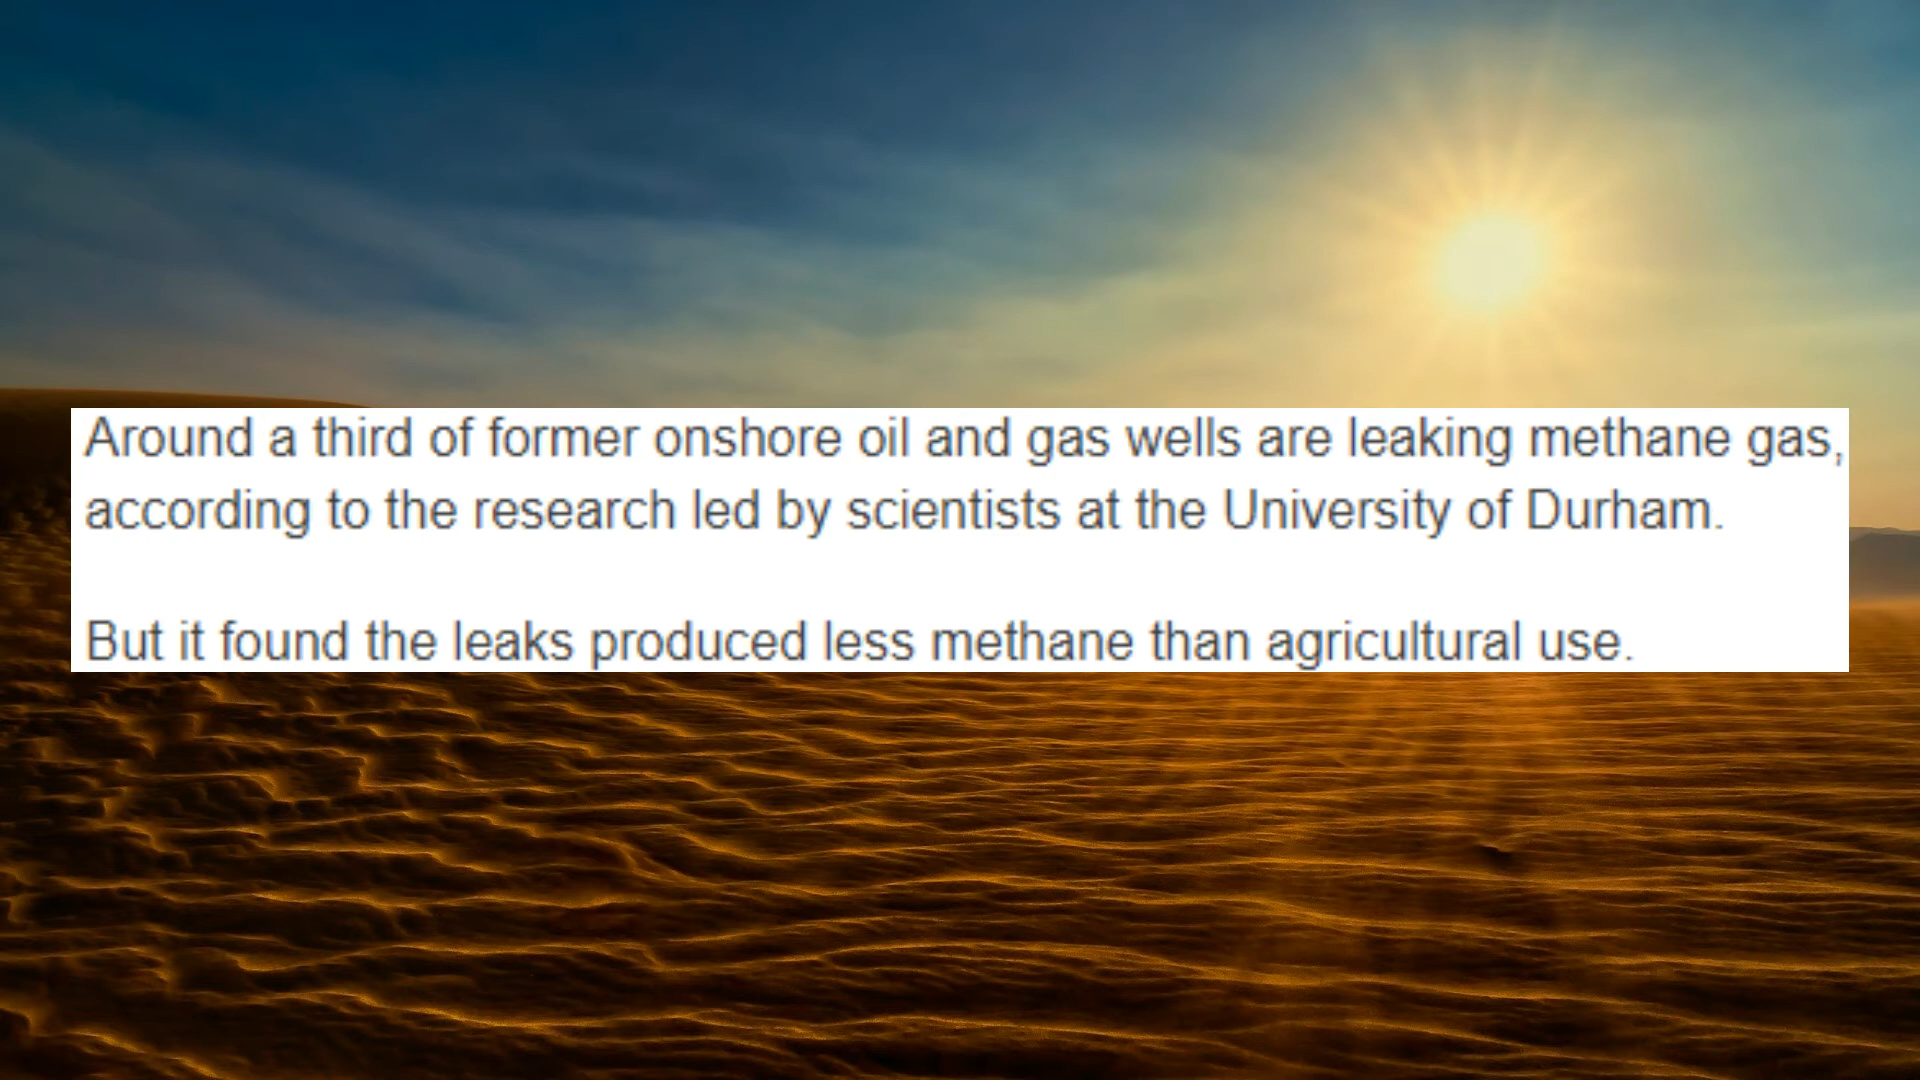 Around a third of former onshore oil and gas wells are leaking methane gas,
according to the research led by scientists at the University of Durham.
But it found the leaks produced less methane than agricultural use.